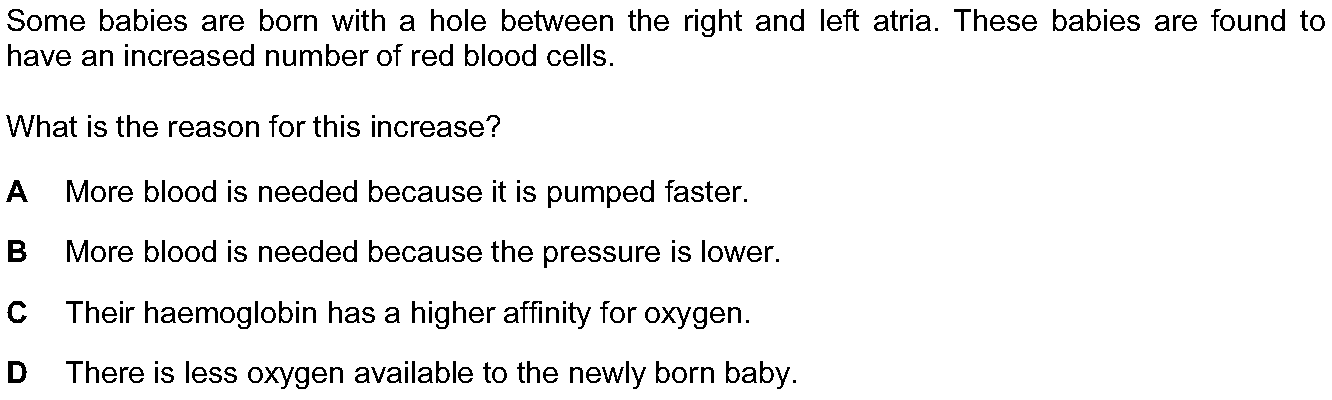 Some babies are born with a hole between the right and left atria. These babies are found to
have an increased number of red blood cells.
What is the reason for this increase?
A More blood is needed because it is pumped faster.
B More blood is needed because the pressure is lower.
C Their haemoglobin has a higher affinity for oxygen.
D There is less oxygen available to the newly born baby.